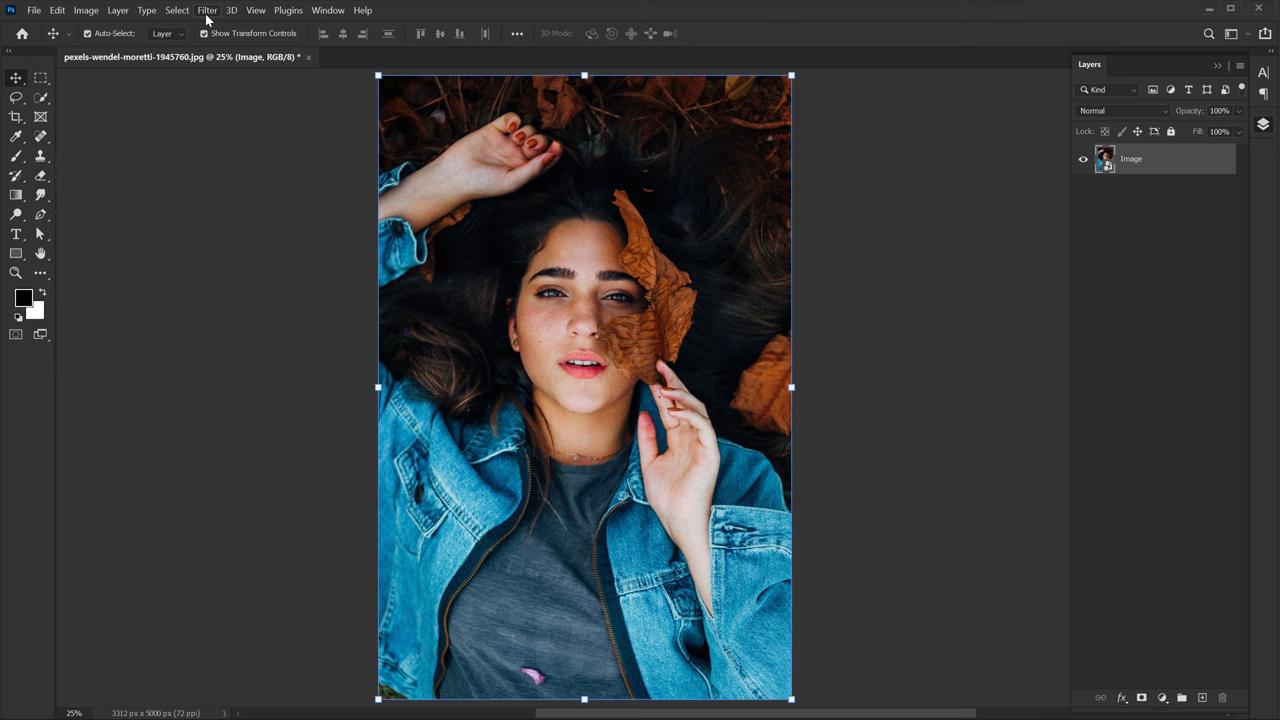 Ps File Edit Image Layer Type Select Filter 3D View Plugins Window Help
Auto-Select: Layer Show Transform Controls 3D Mode:
pexels-wendel-moretti-1945760.jpg @ 25% (Image, RGB/8) *
Layers
Kind
Normal Opacity: 100%
Lock: Fill: 100%
Image
25% 3312 px x 5000 px (72 ppi)